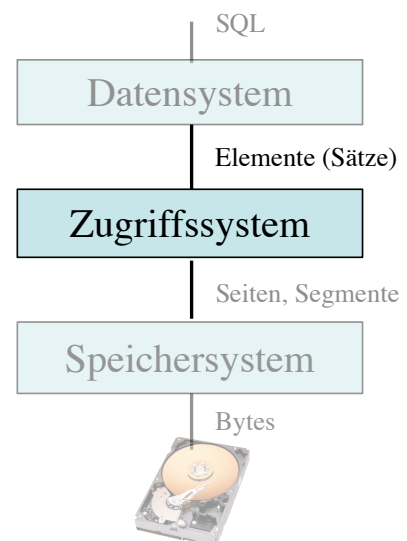 SQL
Datensystem
Elemente (Sätze)
Zugriffssystem
Seiten, Segmente
Speichersystem
Bytes